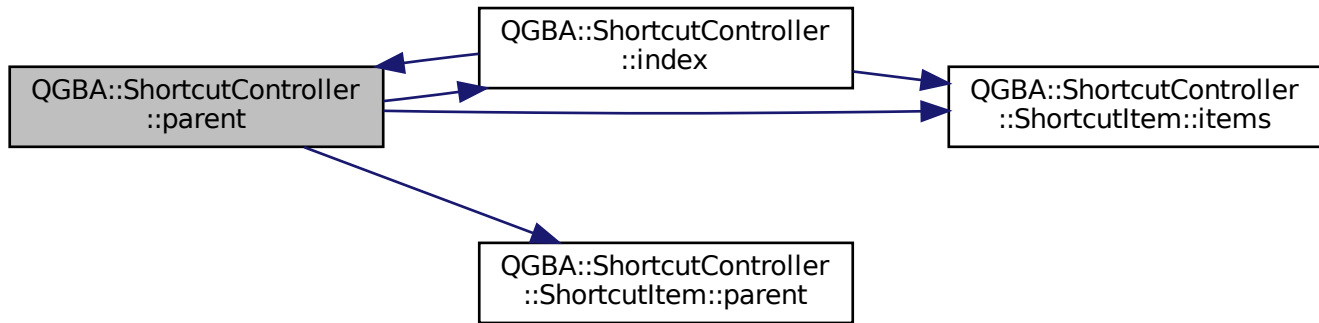 QGBA::ShortcutController
::parent
QGBA::ShortcutController
::index
QGBA::ShortcutController
::ShortcutItem::items
QGBA::ShortcutController
::ShortcutItem::parent